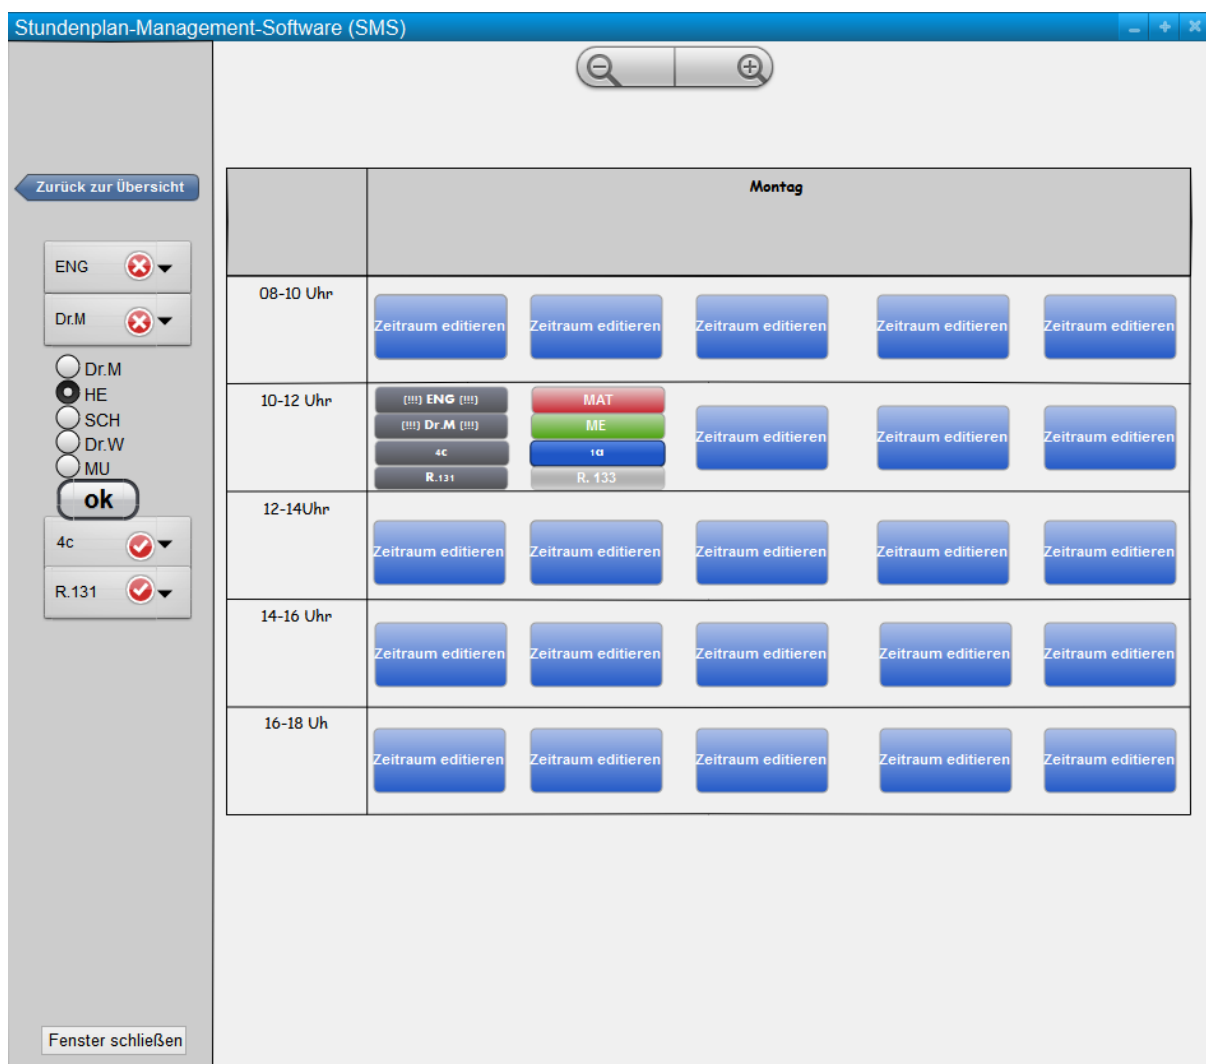 Stundenplan-Management-Software (SMS)
Zurück zur Übersicht
ENG
Dr.M
Dr.M
HE
SCH
Dr.W
MU
ok
4c
R.131
Fenster schließen
Montag
08-10 Uhr
Zeitraum editieren Zeitraum editieren Zeitraum editieren Zeitraum editieren Zeitraum editieren
10-12 Uhr
(!!!) ENG (!!!) MAT
(!!!) Dr.M (!!!) ME
4c 1a
R.131 R. 133
Zeitraum editieren Zeitraum editieren Zeitraum editieren
12-14Uhr
Zeitraum editieren Zeitraum editieren Zeitraum editieren Zeitraum editieren Zeitraum editieren
14-16 Uhr
Zeitraum editieren Zeitraum editieren Zeitraum editieren Zeitraum editieren Zeitraum editieren
16-18 Uh
Zeitraum editieren Zeitraum editieren Zeitraum editieren Zeitraum editieren Zeitraum editieren